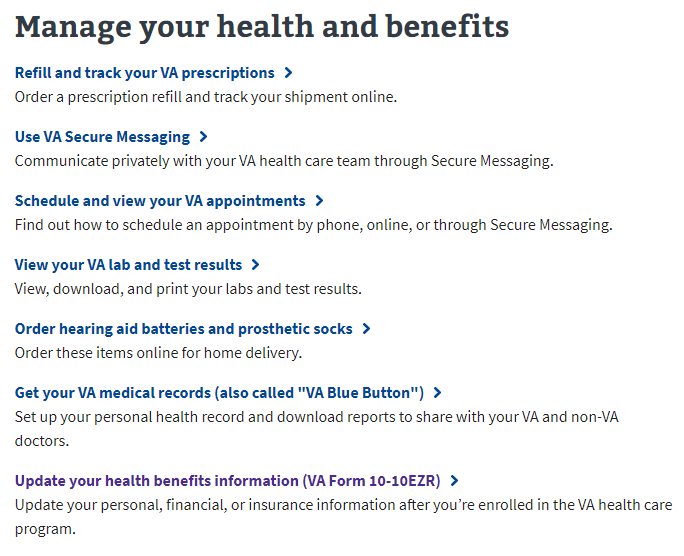 Manage your health and benefits
Refill and track your VA prescriptions
Order a prescription refill and track your shipment online.
Use VA Secure Messaging
Communicate privately with your VA health care team through Secure Messaging.
Schedule and view your VA appointments
Find out how to schedule an appointment by phone, online, or through Secure Messaging.
View your VA lab and test results
View, download, and print your labs and test results.
Order hearing aid batteries and prosthetic socks
Order these items online for home delivery.
Get your VA medical records (also called "VA Blue Button")
Set up your personal health record and download reports to share with your VA and non-VA
doctors.
Update your health benefits information (VA Form 10-10EZR)
Update your personal, financial, or insurance information after you’re enrolled in the VA health care
program.